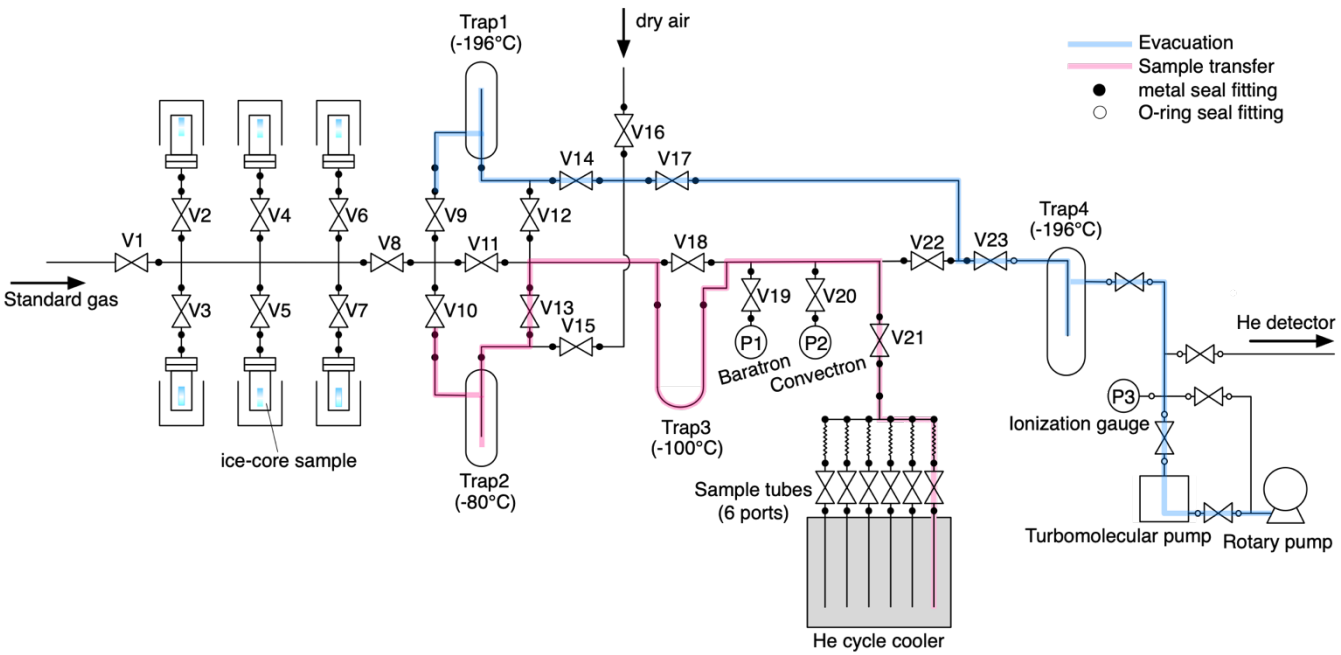 Trap1
(-196°C)
dry air
Evacuation
Sample transfer
metal seal fitting
O-ring seal fitting
V16
V14
V17
V2
V4
V6
V9
V12
Trap4
(-196°C)
V1
V8
V11
V18
V22
V23
Standard gas
V3
V5
V7
V10
V13
V15
V19
V20
V21
He detector
P1
P2
Baratron
Convectron
P3
Ionization gauge
Trap3
(-100°C)
ice-core sample
Trap2
(-80°C)
Sample tubes
(6 ports)
Turbomolecular pump
Rotary pump
He cycle cooler